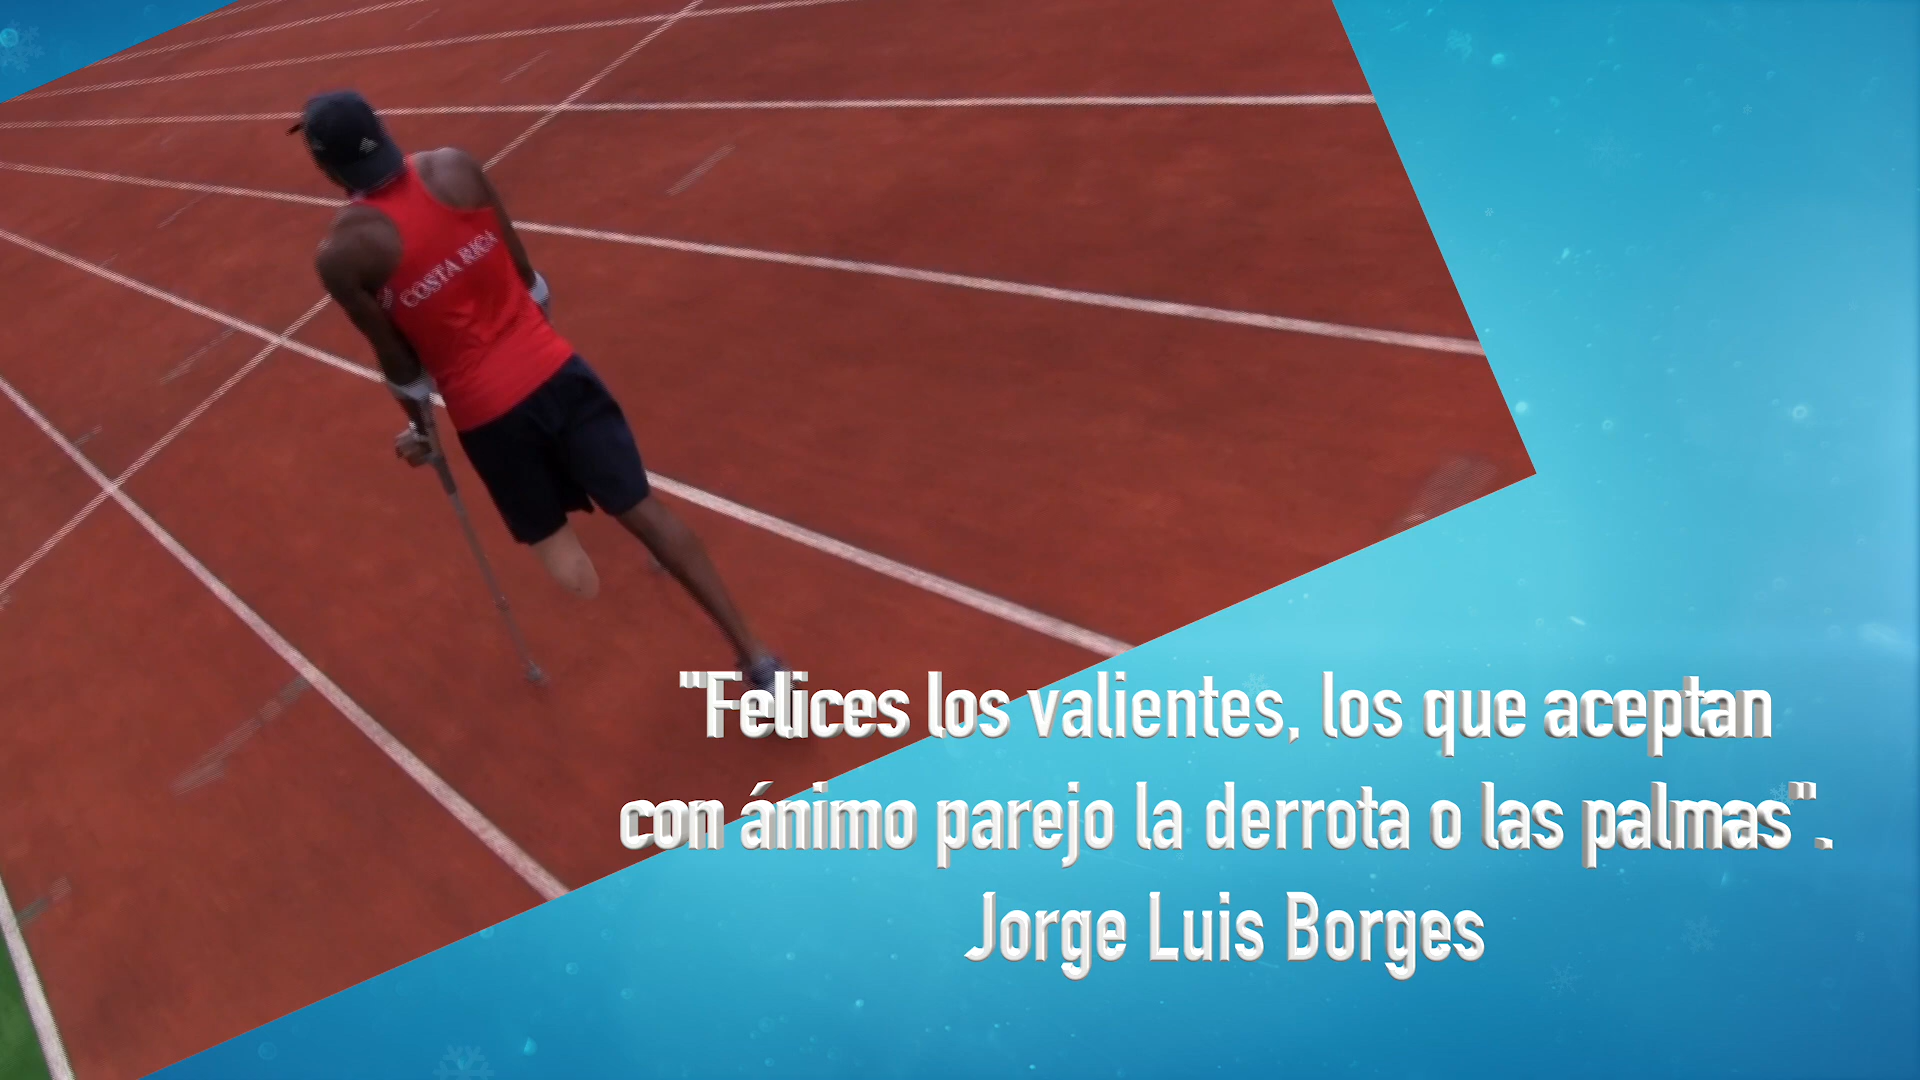 COSTA RICA
"Felices los valientes, los que aceptan
con ánimo parejo la derrota o las palmas".
Jorge Luis Borges